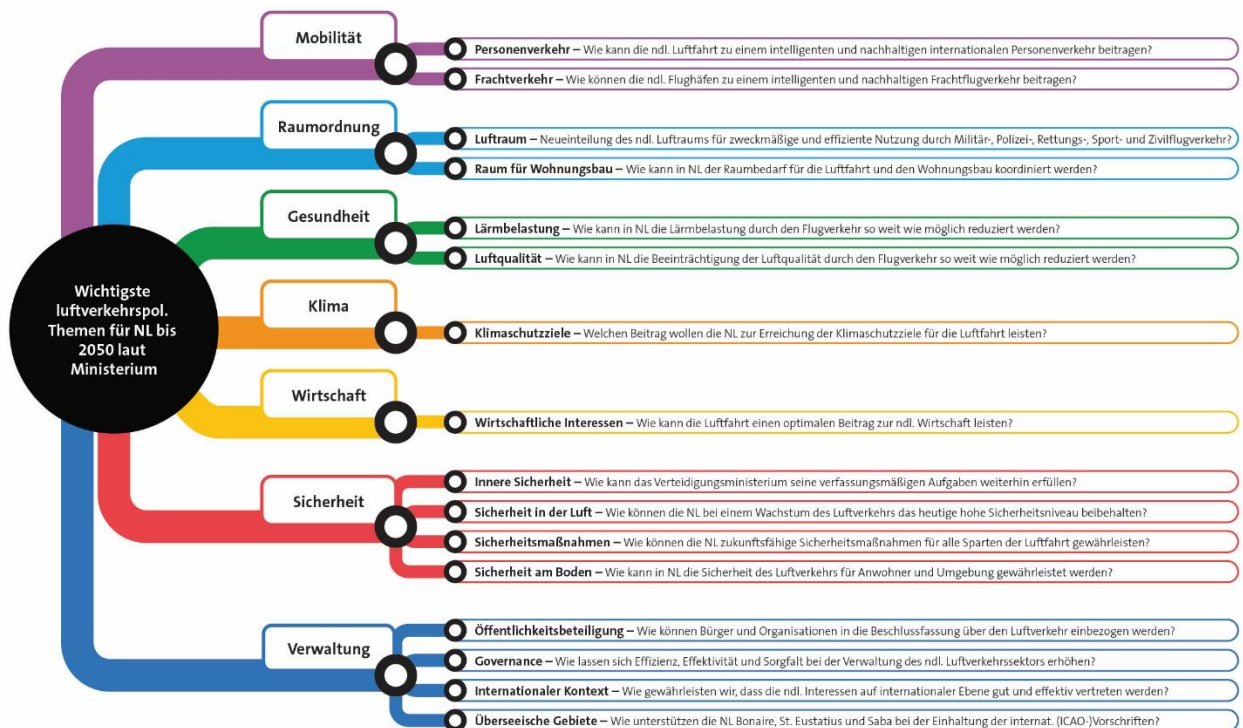 Wichtigste
luftverkehrspol.
Themen für NL bis
2050 laut
Ministerium
Mobilität
Personenverkehr – Wie kann die ndl. Luftfahrt zu einem intelligenten und nachhaltigen internationalen Personenverkehr beitragen?
Frachtverkehr – Wie können die ndl. Flughäfen zu einem intelligenten und nachhaltigen Frachtflugverkehr beitragen?
Raumordnung
Luftraum – Neueinteilung des ndl. Luftraums für zweckmäßige und effiziente Nutzung durch Militär-, Polizei-, Rettungs-, Sport- und Zivilflugverkehr?
Raum für Wohnungsbau – Wie kann in NL der Raumbedarf für die Luftfahrt und den Wohnungsbau koordiniert werden?
Gesundheit
Lärmbelastung – Wie kann in NL die Lärmbelastung durch den Flugverkehr so weit wie möglich reduziert werden?
Luftqualität – Wie kann in NL die Beeinträchtigung der Luftqualität durch den Flugverkehr so weit wie möglich reduziert werden?
Klima
Klimaschutzziele – Welchen Beitrag wollen die NL zur Erreichung der Klimaschutzziele für die Luftfahrt leisten?
Wirtschaft
Wirtschaftliche Interessen – Wie kann die Luftfahrt einen optimalen Beitrag zur ndl. Wirtschaft leisten?
Sicherheit
Innere Sicherheit – Wie kann das Verteidigungsministerium seine verfassungsmäßigen Aufgaben weiterhin erfüllen?
Sicherheit in der Luft – Wie können die NL bei einem Wachstum des Luftverkehrs das heutige hohe Sicherheitsniveau beibehalten?
Sicherheitsmaßnahmen – Wie können die NL zukunftsfähige Sicherheitsmaßnahmen für alle Sparten der Luftfahrt gewährleisten?
Sicherheit am Boden – Wie kann in NL die Sicherheit des Luftverkehrs für Anwohner und Umgebung gewährleistet werden?
Verwaltung
Öffentlichkeitsbeteiligung – Wie können Bürger und Organisationen in die Beschlussfassung über den Luftverkehr einbezogen werden?
Governance – Wie lassen sich Effizienz, Effektivität und Sorgfalt bei der Verwaltung des ndl. Luftverkehrssektors erhöhen?
Internationaler Kontext – Wie gewährleisten wir, dass die ndl. Interessen auf internationaler Ebene gut und effektiv vertreten werden?
Überseeische Gebiete – Wie unterstützen die NL Bonaire, St. Eustatius und Saba bei der Einhaltung der internat. (ICAO-)Vorschriften?